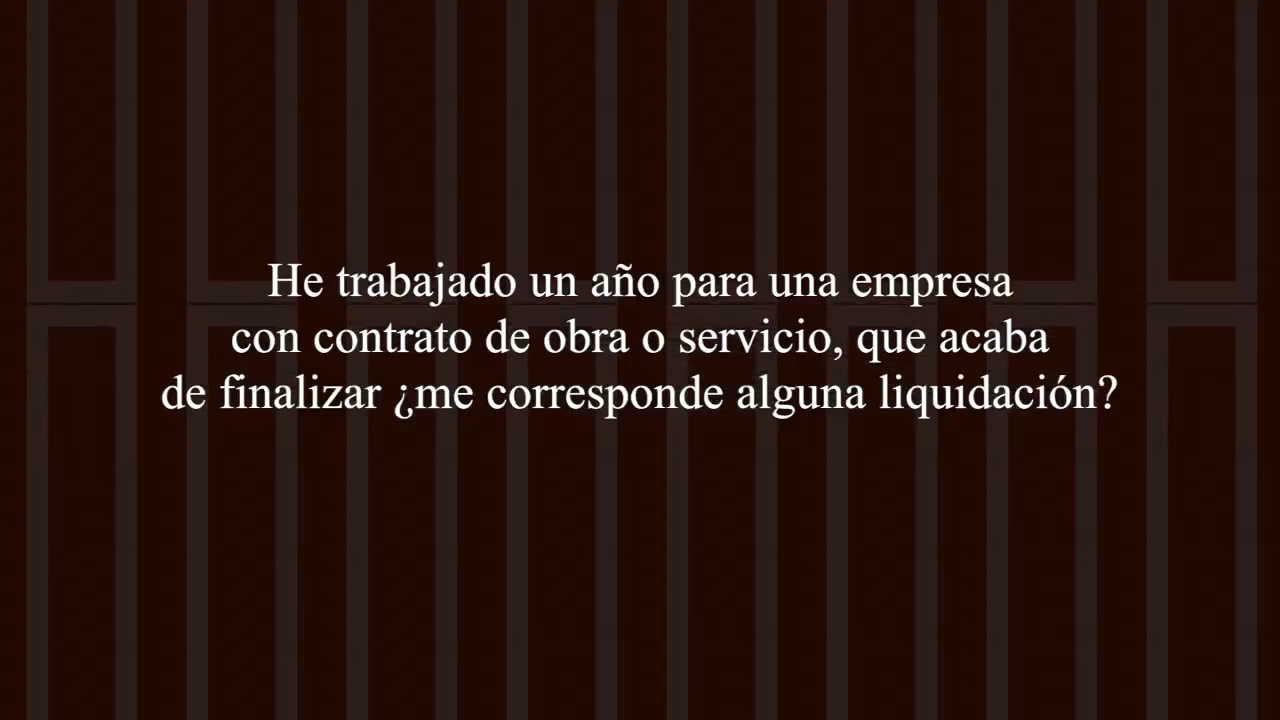 He trabajado un año para una empresa
con contrato de obra o servicio, que acaba
de finalizar ¿me corresponde alguna liquidación?